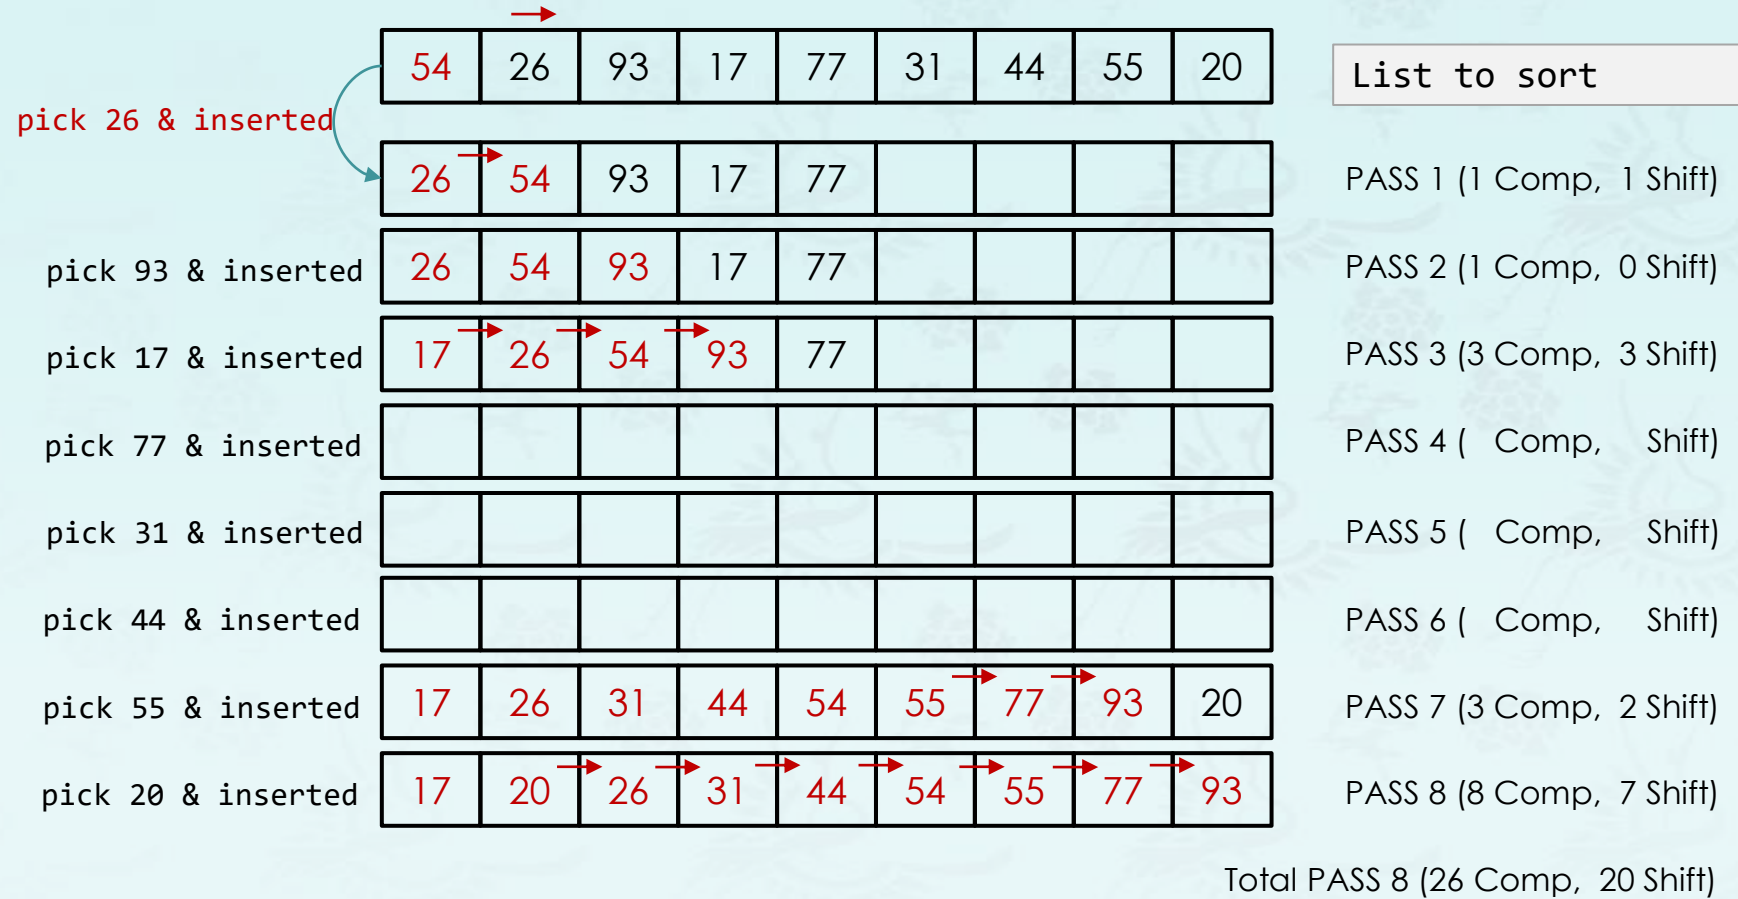 54 26 93 17 77 31 44 55 20
List to sort
pick 26 & inserted
26 54 93 17 77
PASS 1 (1 Comp, 1 Shift)
pick 93 & inserted
26 54 93 17 77
PASS 2 (1 Comp, 0 Shift)
pick 17 & inserted
17 26 54 93 77
PASS 3 (3 Comp, 3 Shift)
pick 77 & inserted
PASS 4 ( Comp, Shift)
pick 31 & inserted
PASS 5 ( Comp, Shift)
pick 44 & inserted
PASS 6 ( Comp, Shift)
pick 55 & inserted
17 26 31 44 54 55 77 93 20
PASS 7 (3 Comp, 2 Shift)
pick 20 & inserted
17 20 26 31 44 54 55 77 93
PASS 8 (8 Comp, 7 Shift)
Total PASS 8 (26 Comp, 20 Shift)